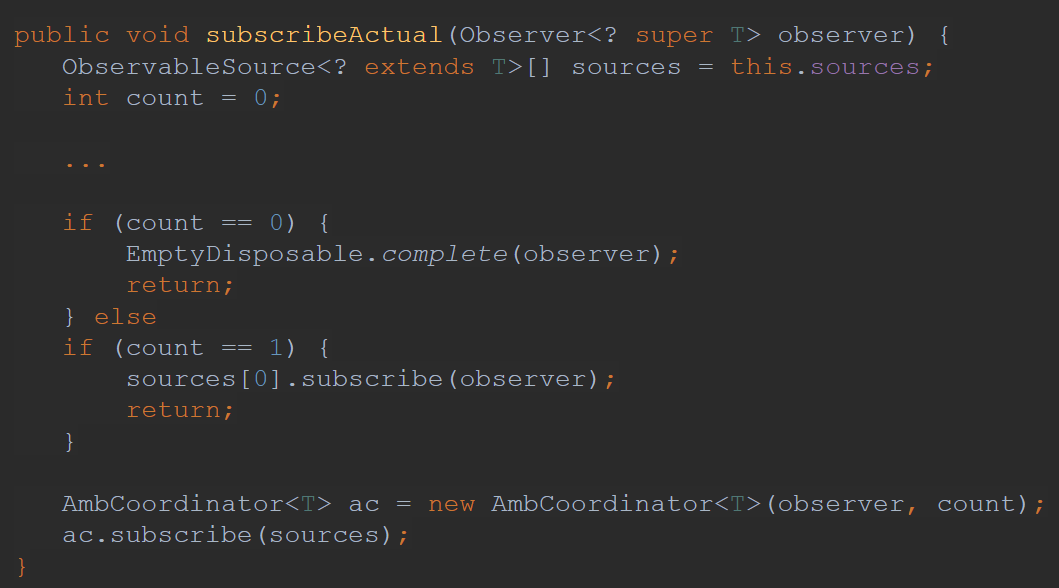 public void subscribeActual(Observer<? super T> observer) {
ObservableSource<? extends T>[] sources = this.sources;
int count = 0;
...
if (count == 0) {
EmptyDisposable.complete(observer);
return;
} else
if (count == 1) {
sources[0].subscribe(observer);
return;
}
AmbCoordinator<T> ac = new AmbCoordinator<T>(observer, count);
ac.subscribe(sources);
}